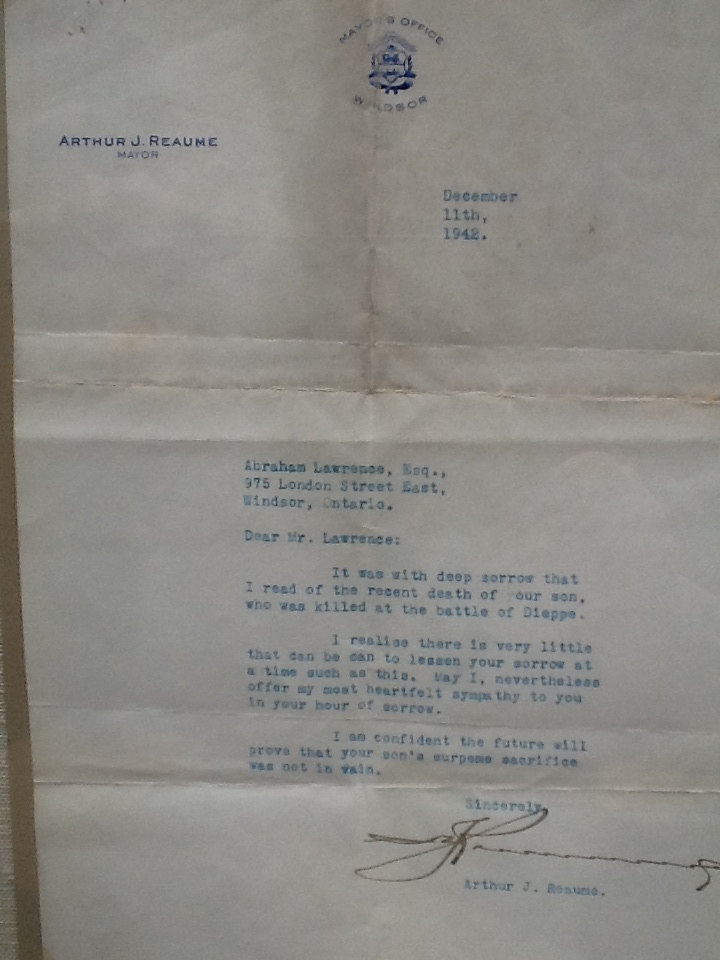 MAYOR'S OFFICE
WINDSOR
ARTHUR J. REAUME
MAYOR
December
11th,
1942.
Abraham Lawrence, Esq.,
975 London Street East,
Windsor, Ontario.
Dear Mr. Lawrence:
It was with deep sorrow that
I read of the recent death of your son,
who was killed at the battle of Dieppe.
I realise there is very little
that can be can to lessen your sorrow at
a time such as this. May I, nevertheless
offer my most heartfelt sympathy to you
in your hour of sorrow.
I am confident the future will
prove that your son's surpeme sacrifice
was not in vain.
Sincerely,
Arthur J. Reaume.